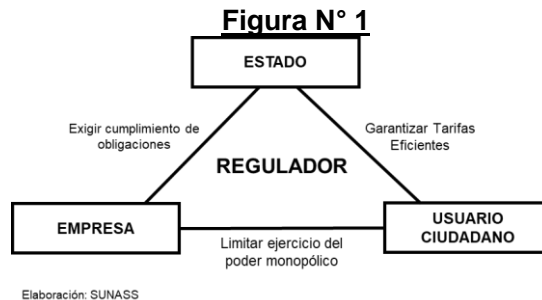 Figura N° 1
ESTADO
Exigir cumplimiento de
obligaciones
Garantizar Tarifas
Eficientes
REGULADOR
EMPRESA
USUARIO
CIUDADANO
Limitar ejercicio del
poder monopólico
Elaboración: SUNASS